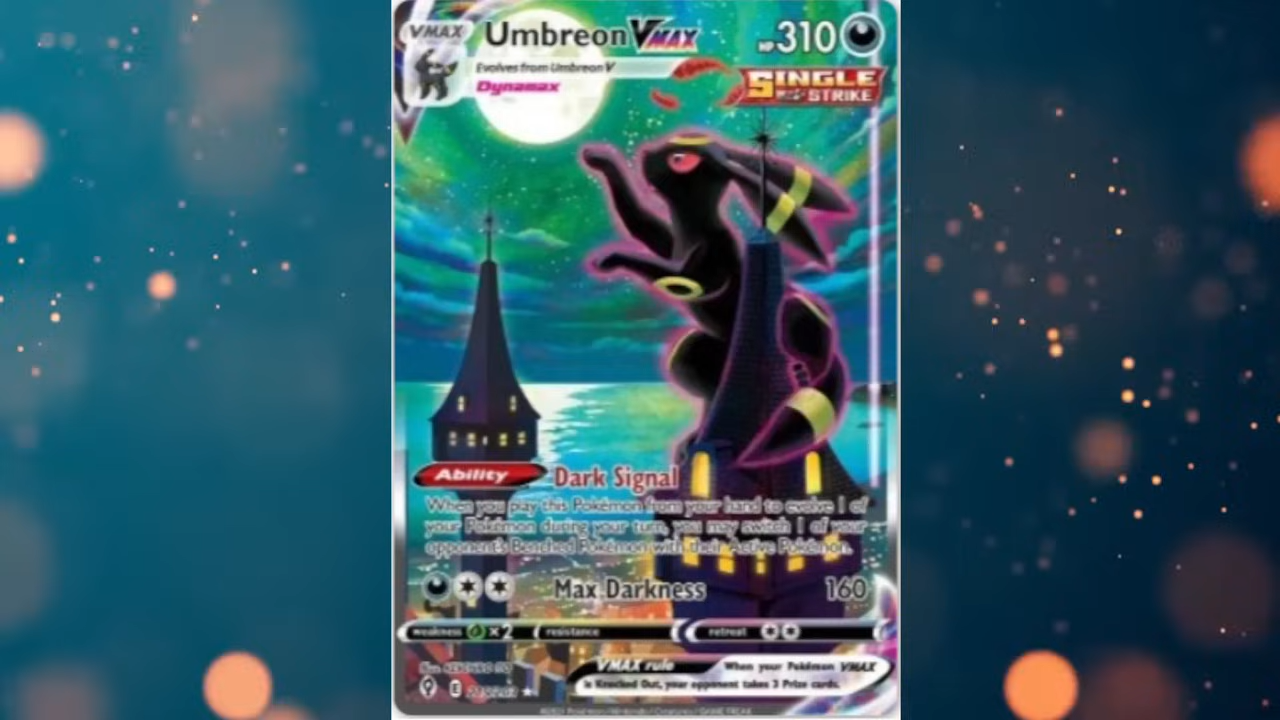 VMAX
Umbreon VMAX
HP 310
Evolves from Umbreon V
Dynamax
SINGLE
STRIKE
Ability Dark Signal
When you play this Pokémon from your hand to evolve 1 of
your Pokémon during your turn, you may switch 1 of your
opponent's Benched Pokémon with their Active Pokémon.
Max Darkness 160
weakness ×2 resistance retreat
VMAX rule When your Pokémon VMAX
is Knocked Out, your opponent takes 3 Prize cards.
Illus.
E